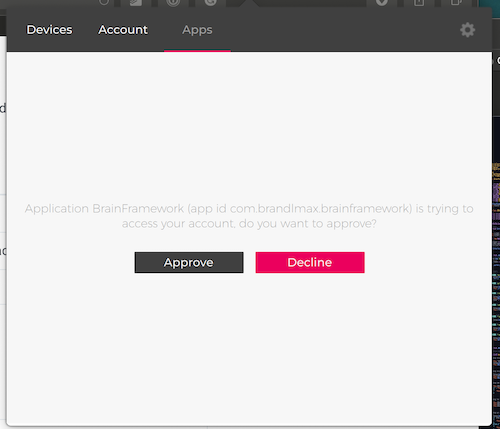 Devices Account Apps
Application BrainFramework (app id com.brandlmax.brainframework) is trying to
access your account, do you want to approve?
Approve Decline